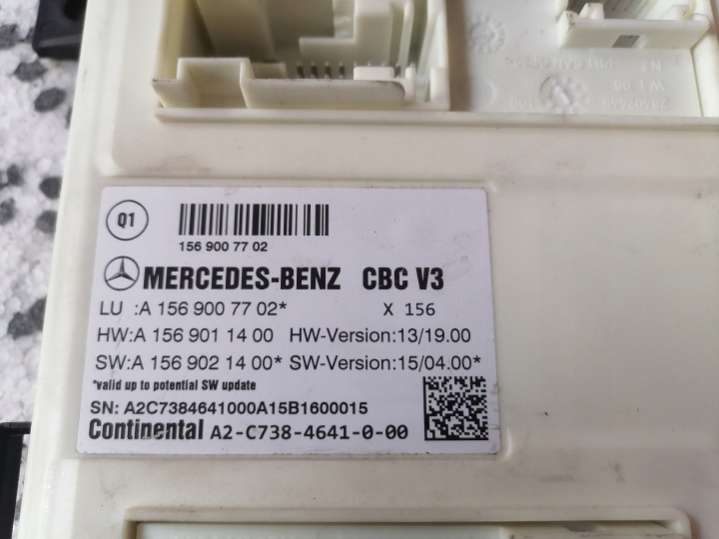 Q1
156 900 77 02
MERCEDES-BENZ CBC V3
LU :A 156 900 77 02* X 156
HW:A 156 901 14 00 HW-Version:13/19.00
SW:A 156 902 14 00* SW-Version:15/04.00*
*valid up to potential SW update
SN: A2C7384641000A15B1600015
Continental A2-C738-4641-0-00